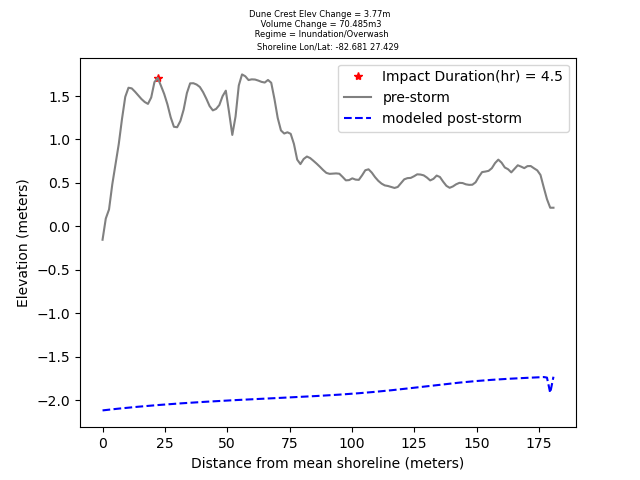 Dune Crest Elev Change = 3.77m
Volume Change = 70.485m3
Regime = Inundation/Overwash
Shoreline Lon/Lat: -82.681 27.429
Impact Duration(hr) = 4.5
pre-storm
modeled post-storm
1.5
1.0
0.5
0.0
−0.5
−1.0
−1.5
−2.0
Elevation (meters)
0 25 50 75 100 125 150 175
Distance from mean shoreline (meters)